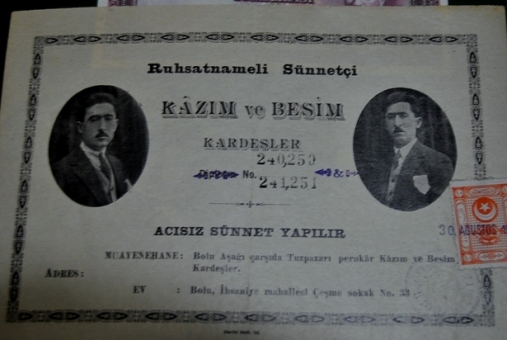 Ruhsatnameli Sünnetçi
KÂZIM ve BESİM
KARDEŞLER
240,250
No.
241,251
ACISIZ SÜNNET YAPILIR
30 AĞUSTOS
MUAYENEHANE: Bolu Aşağı çarşıda Tuzpazarı perukâr Kâzım ve Besim
Kardeşler.
ADRES:
EV : Bolu, İhsaniye mahallesi Çeşme sokak No. 33